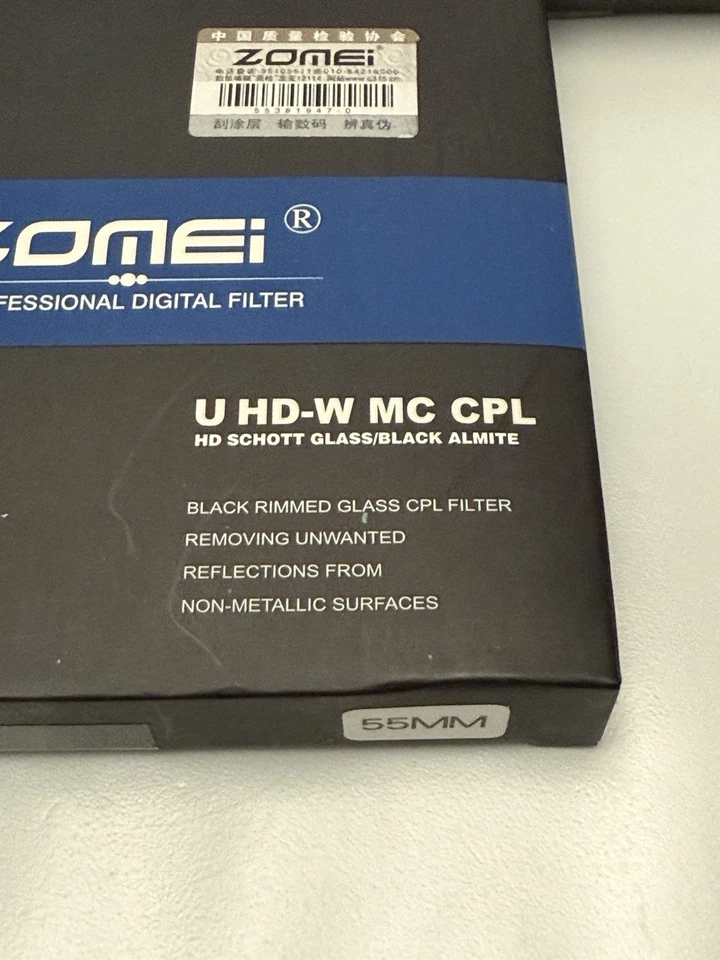 中国质量检验协会
ZOMEi
55381947-0
刮涂层 输数码 辨真伪
ZOMEi ®
FESSIONAL DIGITAL FILTER
U HD-W MC CPL
HD SCHOTT GLASS/BLACK ALMITE
BLACK RIMMED GLASS CPL FILTER
REMOVING UNWANTED
REFLECTIONS FROM
NON-METALLIC SURFACES
55MM